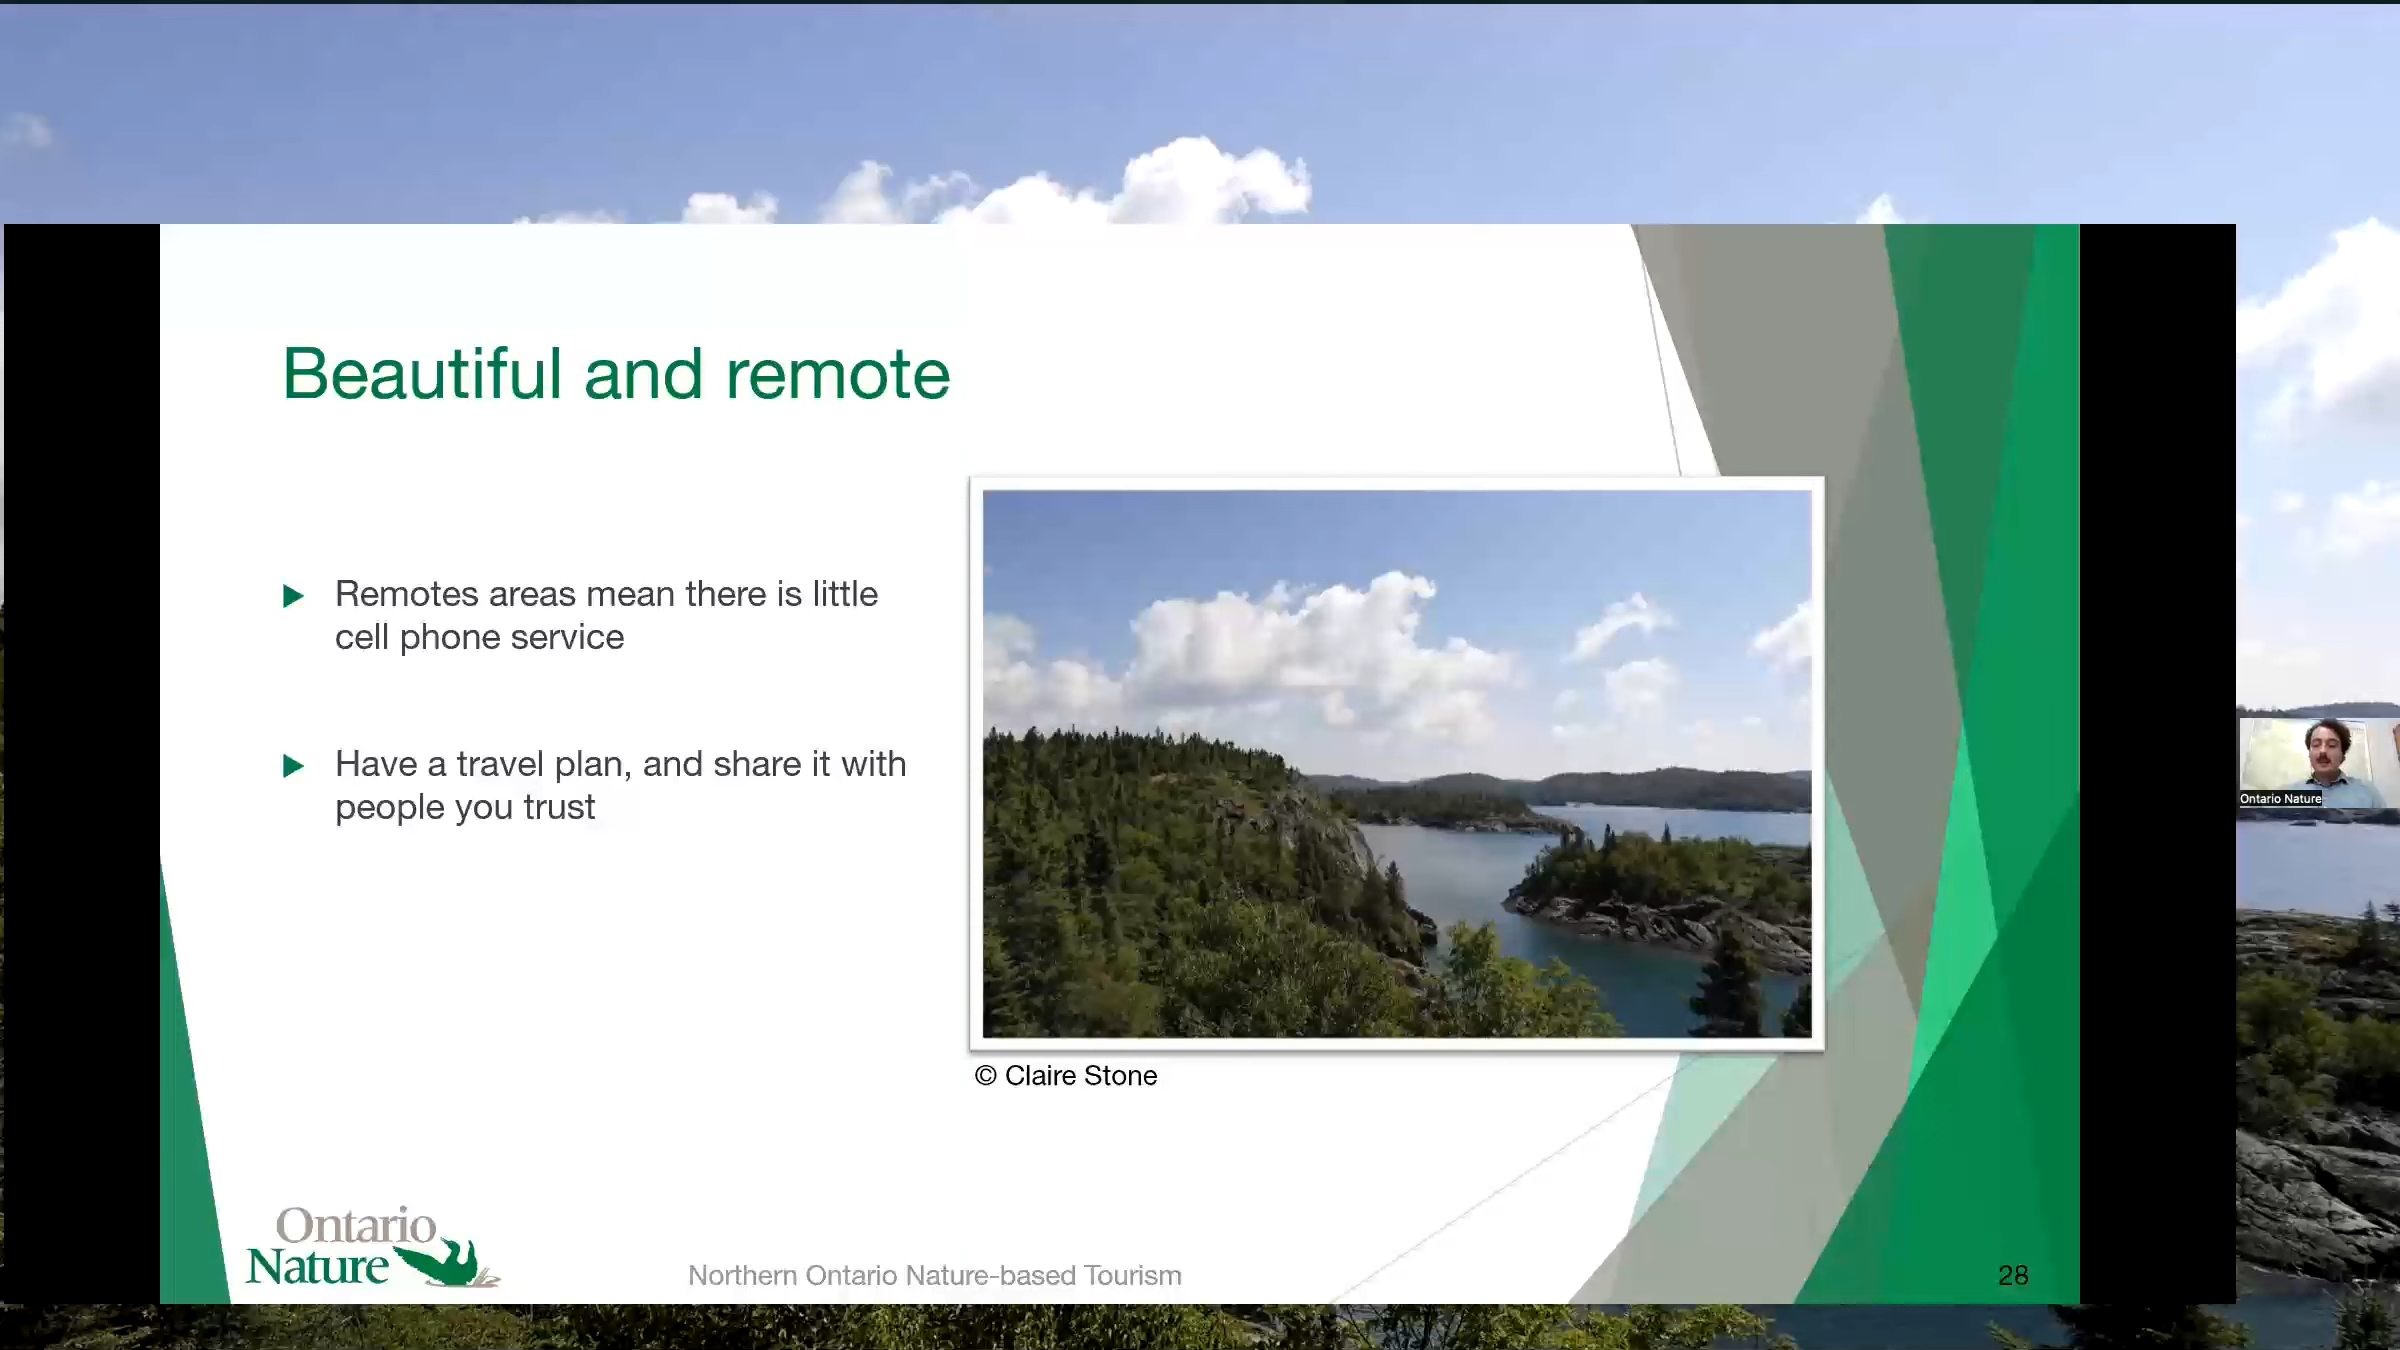 Beautiful and remote
Remotes areas mean there is little
cell phone service
Have a travel plan, and share it with
people you trust
© Claire Stone
Ontario
Nature
Northern Ontario Nature-based Tourism
28
Ontario Nature